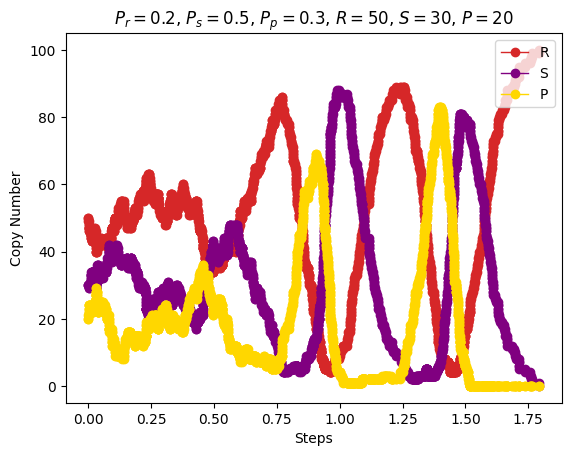 P_r = 0.2, P_s = 0.5, P_p = 0.3, R = 50, S = 30, P = 20
R
S
P
Copy Number
100
80
60
40
20
0
0.00 0.25 0.50 0.75 1.00 1.25 1.50 1.75
Steps